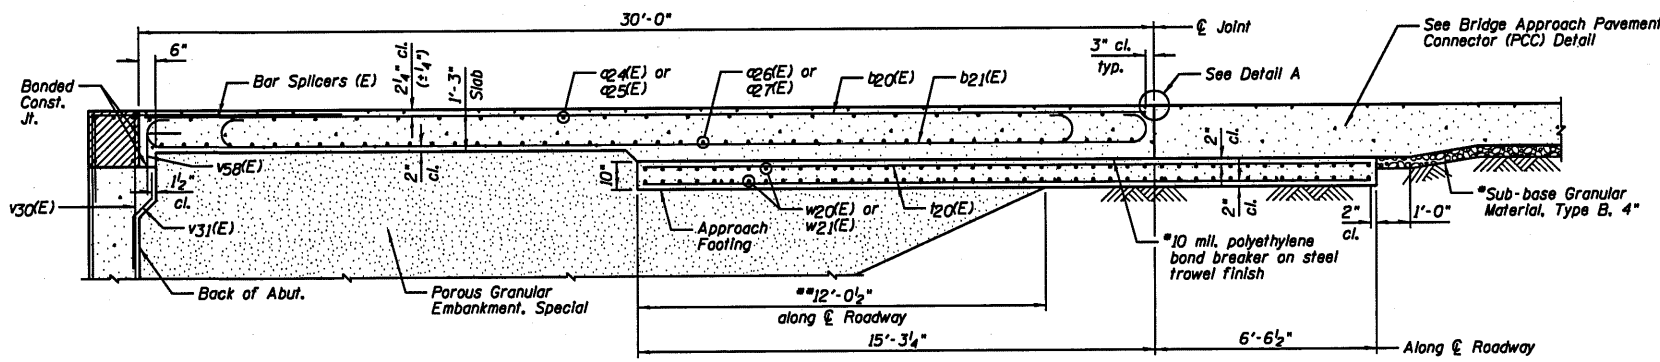 30'-0"
℄ Joint
See Bridge Approach Pavement
Connector (PCC) Detail
6"
Bar Splicers (E)
2¼" cl.
(±¼")
1'-3"
Slab
a24(E) or
a25(E)
a26(E) or
a27(E)
b20(E)
b21(E)
3" cl.
typ.
See Detail A
Bonded
Const.
Jt.
2"
cl.
v58(E)
1½"
cl.
2"
cl.
10"
v30(E)
v31(E)
Approach
Footing
w20(E) or
w21(E)
t20(E)
2"
cl.
2"
cl.
1'-0"
*Sub-base Granular
Material, Type B, 4"
*10 mil. polyethylene
bond breaker on steel
trowel finish
Back of Abut.
Porous Granular
Embankment, Special
**12'-0½"
along ℄ Roadway
15'-3¼"
6'-6½"
Along ℄ Roadway